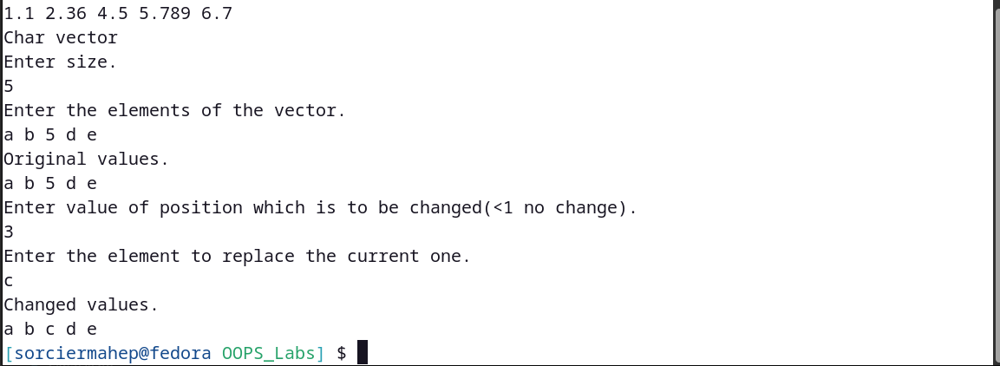 1.1 2.36 4.5 5.789 6.7
Char vector
Enter size.
5
Enter the elements of the vector.
a b 5 d e
Original values.
a b 5 d e
Enter value of position which is to be changed(<1 no change).
3
Enter the element to replace the current one.
c
Changed values.
a b c d e
[sorciermahep@fedora OOPS_Labs] $